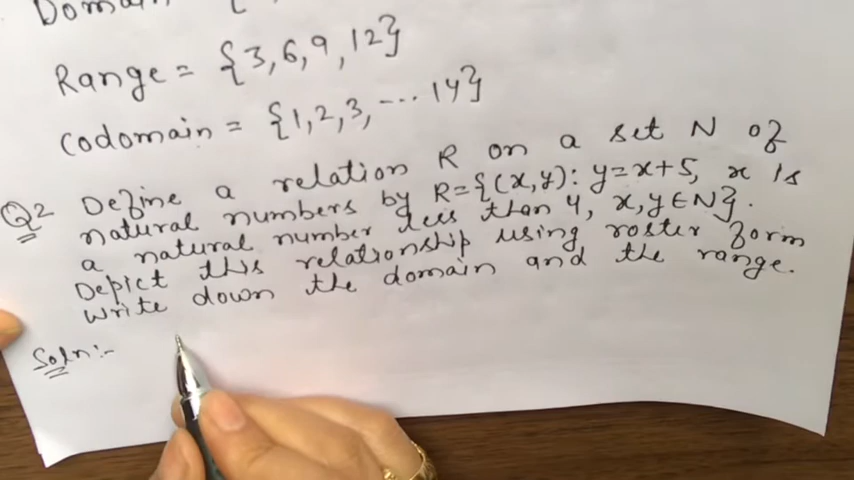 Domain {
Range = {3,6,9,12}
codomain = {1,2,3,--- 14}
Q2 Define a relation R on a set N of
natural numbers by R={(x,y): y=x+5, x is
a natural number less than 4, x,y∈N}.
Depict this relationship using roster form
write down the domain and the range.
Soln:-